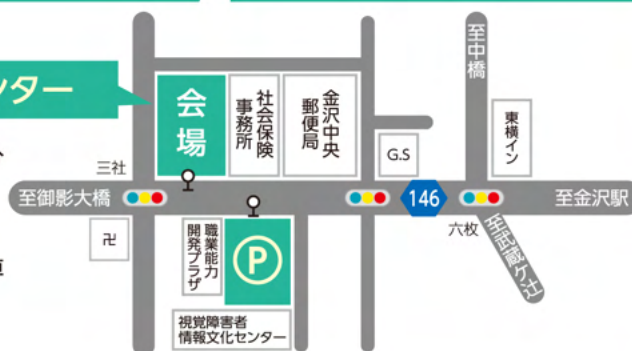 ンター
会場
社会保険
事務所
金沢中央
郵便局
G.S
至中橋
東横イン
三社
至御影大橋
146
至金沢駅
六枚
至武蔵ケ辻
卍
職業能力
開発プラザ
P
視覚障害者
情報文化センター